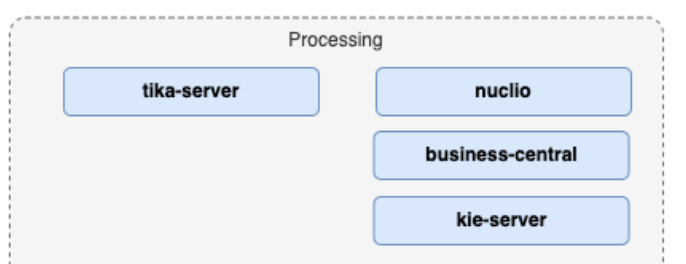 Processing
tika-server
nuclio
business-central
kie-server